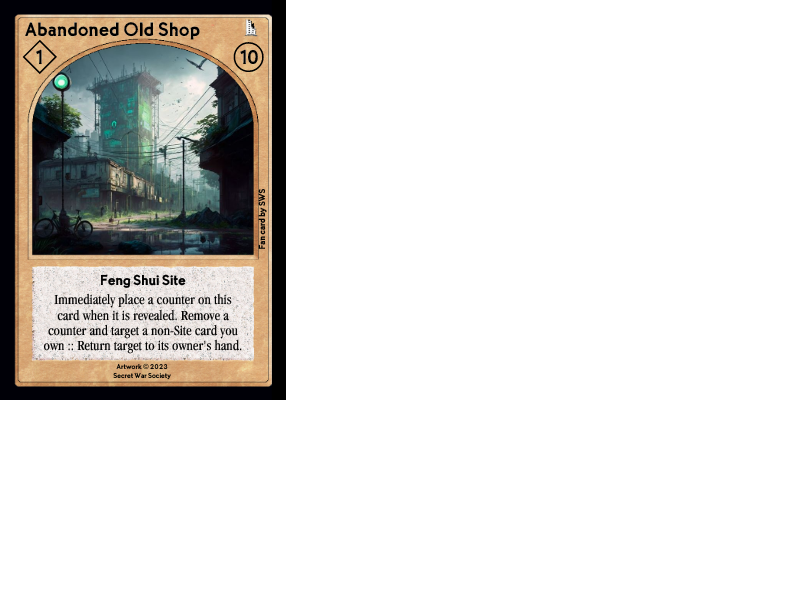 Abandoned Old Shop
1
10
Fan card by SWS
Feng Shui Site
Immediately place a counter on this
card when it is revealed. Remove a
counter and target a non-Site card you
own :: Return target to its owner's hand.
Artwork © 2023
Secret War Society